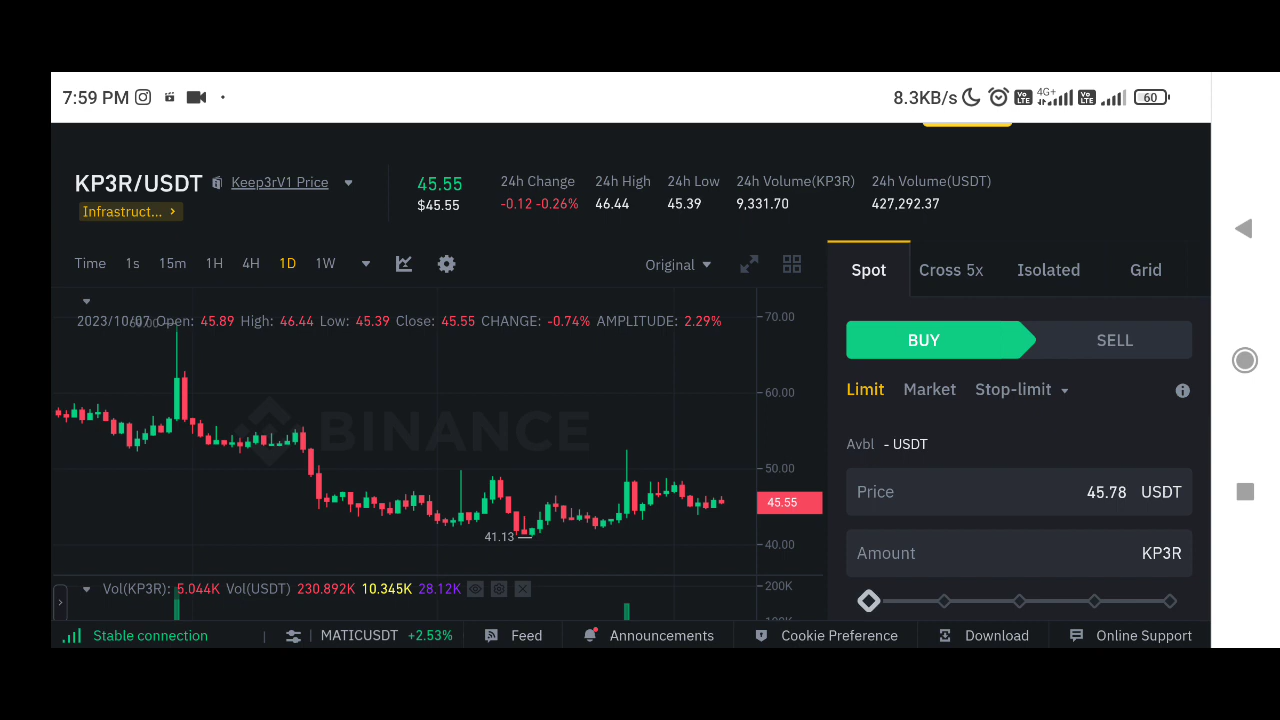 7:59 PM 8.3KB/s 4G+ Vo LTE Vo LTE 60
KP3R/USDT Keep3rV1 Price
Infrastruct... >
45.55
$45.55
24h Change 24h High 24h Low 24h Volume(KP3R) 24h Volume(USDT)
-0.12 -0.26% 46.44 45.39 9,331.70 427,292.37
Time 1s 15m 1H 4H 1D 1W Original
Spot Cross 5x Isolated Grid
2023/10/07 Open: 45.89 High: 46.44 Low: 45.39 Close: 45.55 CHANGE: -0.74% AMPLITUDE: 2.29%
70.00
60.00
50.00
45.55
40.00
BINANCE
41.13
BUY SELL
Limit Market Stop-limit
Avbl - USDT
Price 45.78 USDT
Amount KP3R
Vol(KP3R): 5.044K Vol(USDT) 230.892K 10.345K 28.12K
200K
Stable connection MATICUSDT +2.53% Feed Announcements Cookie Preference Download Online Support